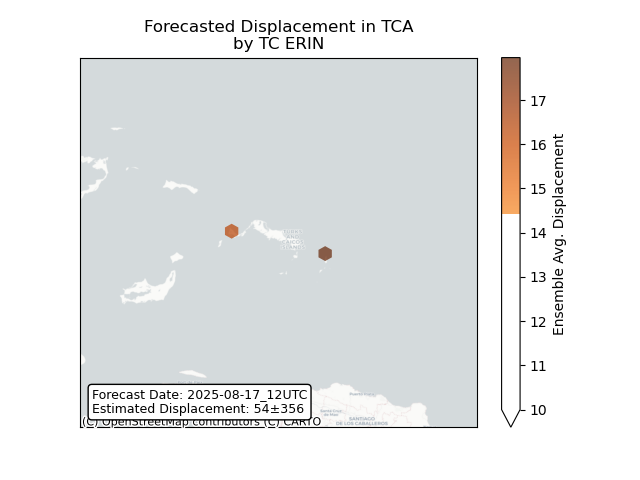 Forecasted Displacement in TCA
by TC ERIN
17
16
15
14
13
12
11
10
Ensemble Avg. Displacement
Forecast Date: 2025-08-17_12UTC
Estimated Displacement: 54±356
(C) OpenStreetMap contributors (C) CARTO
SANTIAGO
DE LOS CABALLEROS